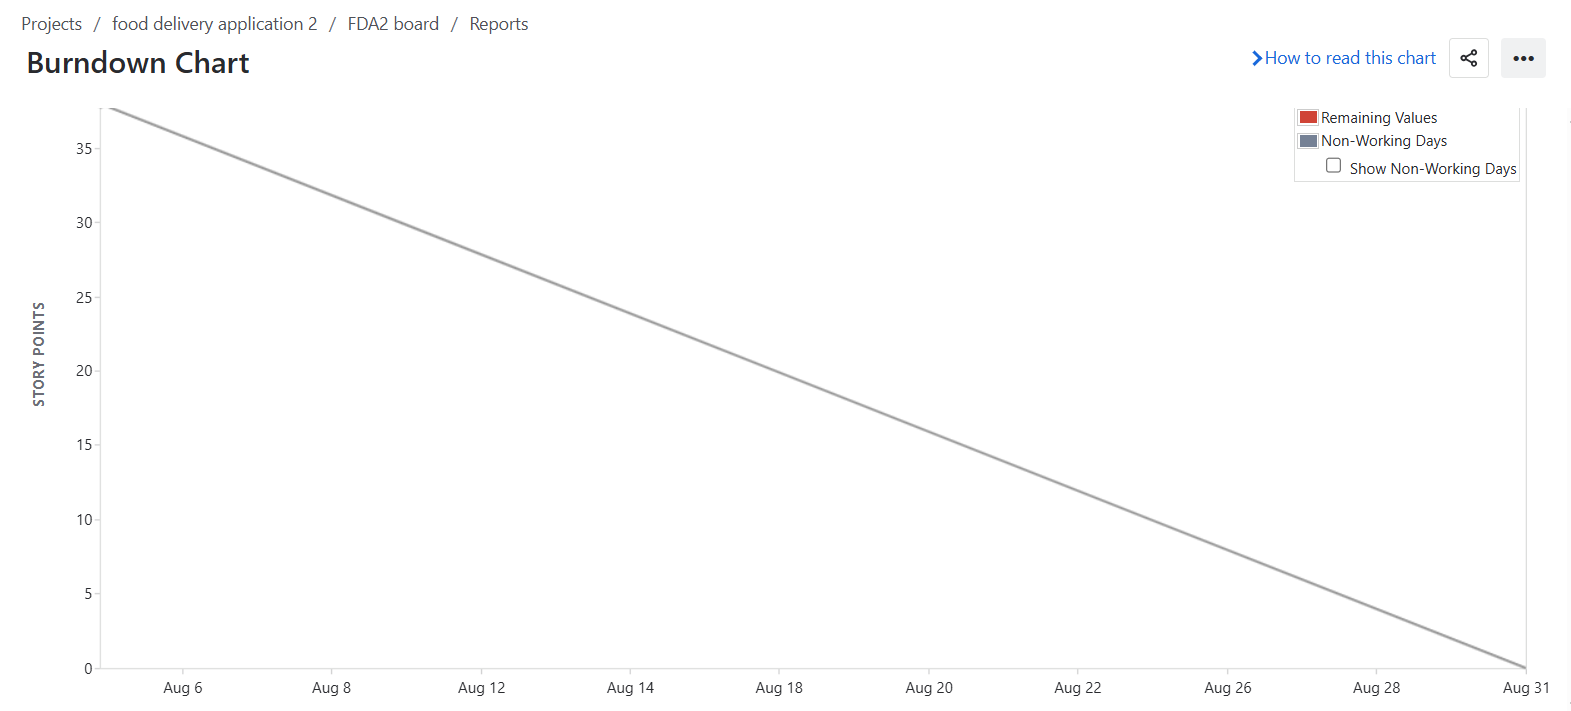 Projects / food delivery application 2 / FDA2 board / Reports
Burndown Chart
How to read this chart
Remaining Values
Non-Working Days
Show Non-Working Days
STORY POINTS
35
30
25
20
15
10
5
0
Aug 6 Aug 8 Aug 12 Aug 14 Aug 18 Aug 20 Aug 22 Aug 26 Aug 28 Aug 31